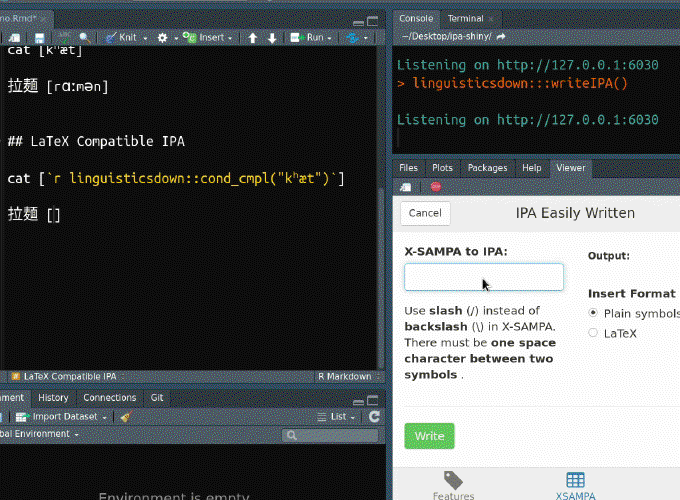 mo.Rmd*
Knit
Insert
Run
cat [kʰæt]
拉麵 [rɑːmən]
## LaTeX Compatible IPA
cat [`r linguisticsdown::cond_cmpl("kʰæt")`]
拉麵 []
# LaTeX Compatible IPA
R Markdown
nment History Connections Git
Import Dataset
List
bal Environment
Environment is empty
Console Terminal
~/Desktop/ipa-shiny/
Listening on http://127.0.0.1:6030
> linguisticsdown:::writeIPA()
Listening on http://127.0.0.1:6030
Files Plots Packages Help Viewer
Cancel
IPA Easily Written
X-SAMPA to IPA:
Use slash (/) instead of
backslash (\) in X-SAMPA.
There must be one space
character between two
symbols .
Output:
Insert Format
Plain symbols
LaTeX
Write
Features
XSAMPA